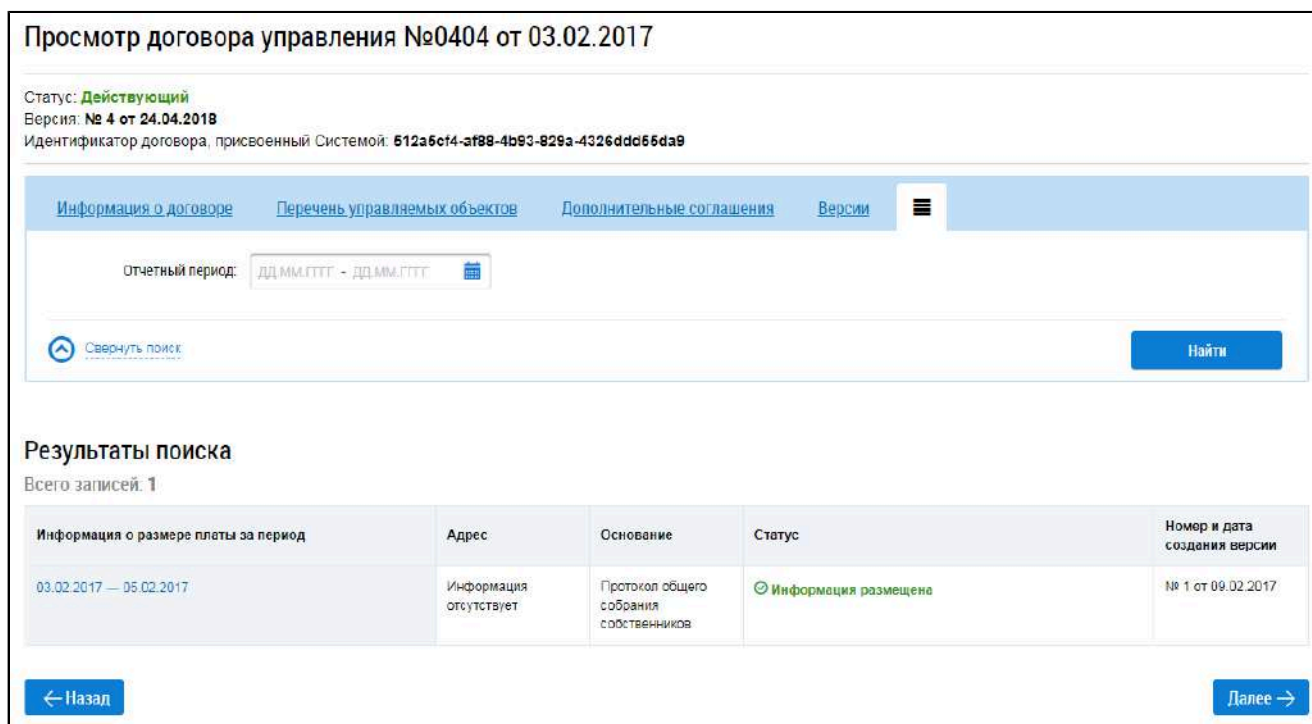 Просмотр договора управления №0404 от 03.02.2017
Статус: Действующий
Версия: № 4 от 24.04.2018
Идентификатор договора, присвоенный Системой: 512a5cf4-af88-4b93-829a-4326ddd55da9
Информация о договоре Перечень управляемых объектов Дополнительные соглашения Версии
Отчетный период: ДД.ММ.ГГГГ - ДД.ММ.ГГГГ
Свернуть поиск Найти
Результаты поиска
Всего записей: 1
Информация о размере платы за период Адрес Основание Статус Номер и дата
создания версии
03.02.2017 — 05.02.2017 Информация Протокол общего Информация размещена № 1 от 09.02.2017
отсутствует собрания
собственников
← Назад Далее →